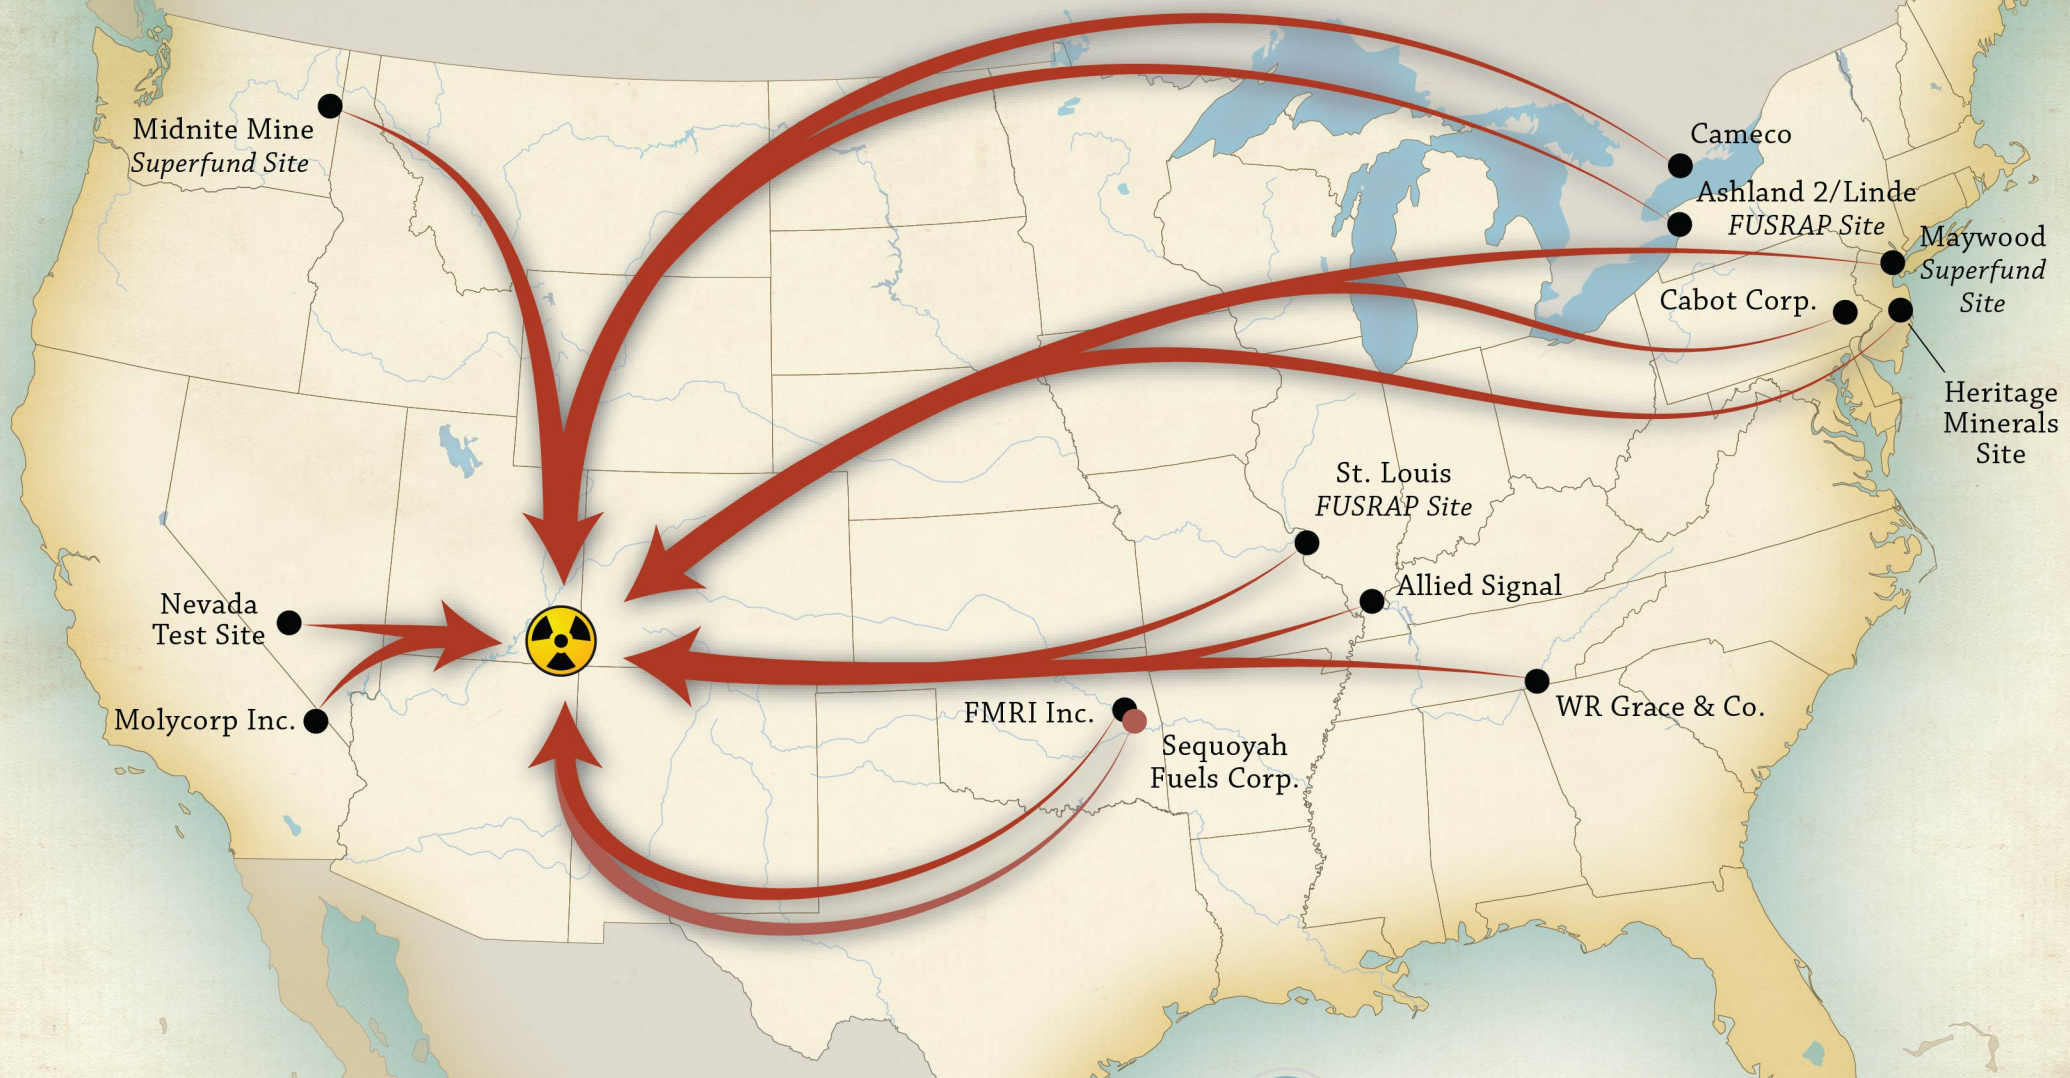 Midnite Mine
Superfund Site
Cameco
Ashland 2/Linde
FUSRAP Site
Maywood
Superfund
Site
Cabot Corp.
Heritage
Minerals
Site
St. Louis
FUSRAP Site
Allied Signal
Nevada
Test Site
Molycorp Inc.
FMRI Inc.
WR Grace & Co.
Sequoyah
Fuels Corp.